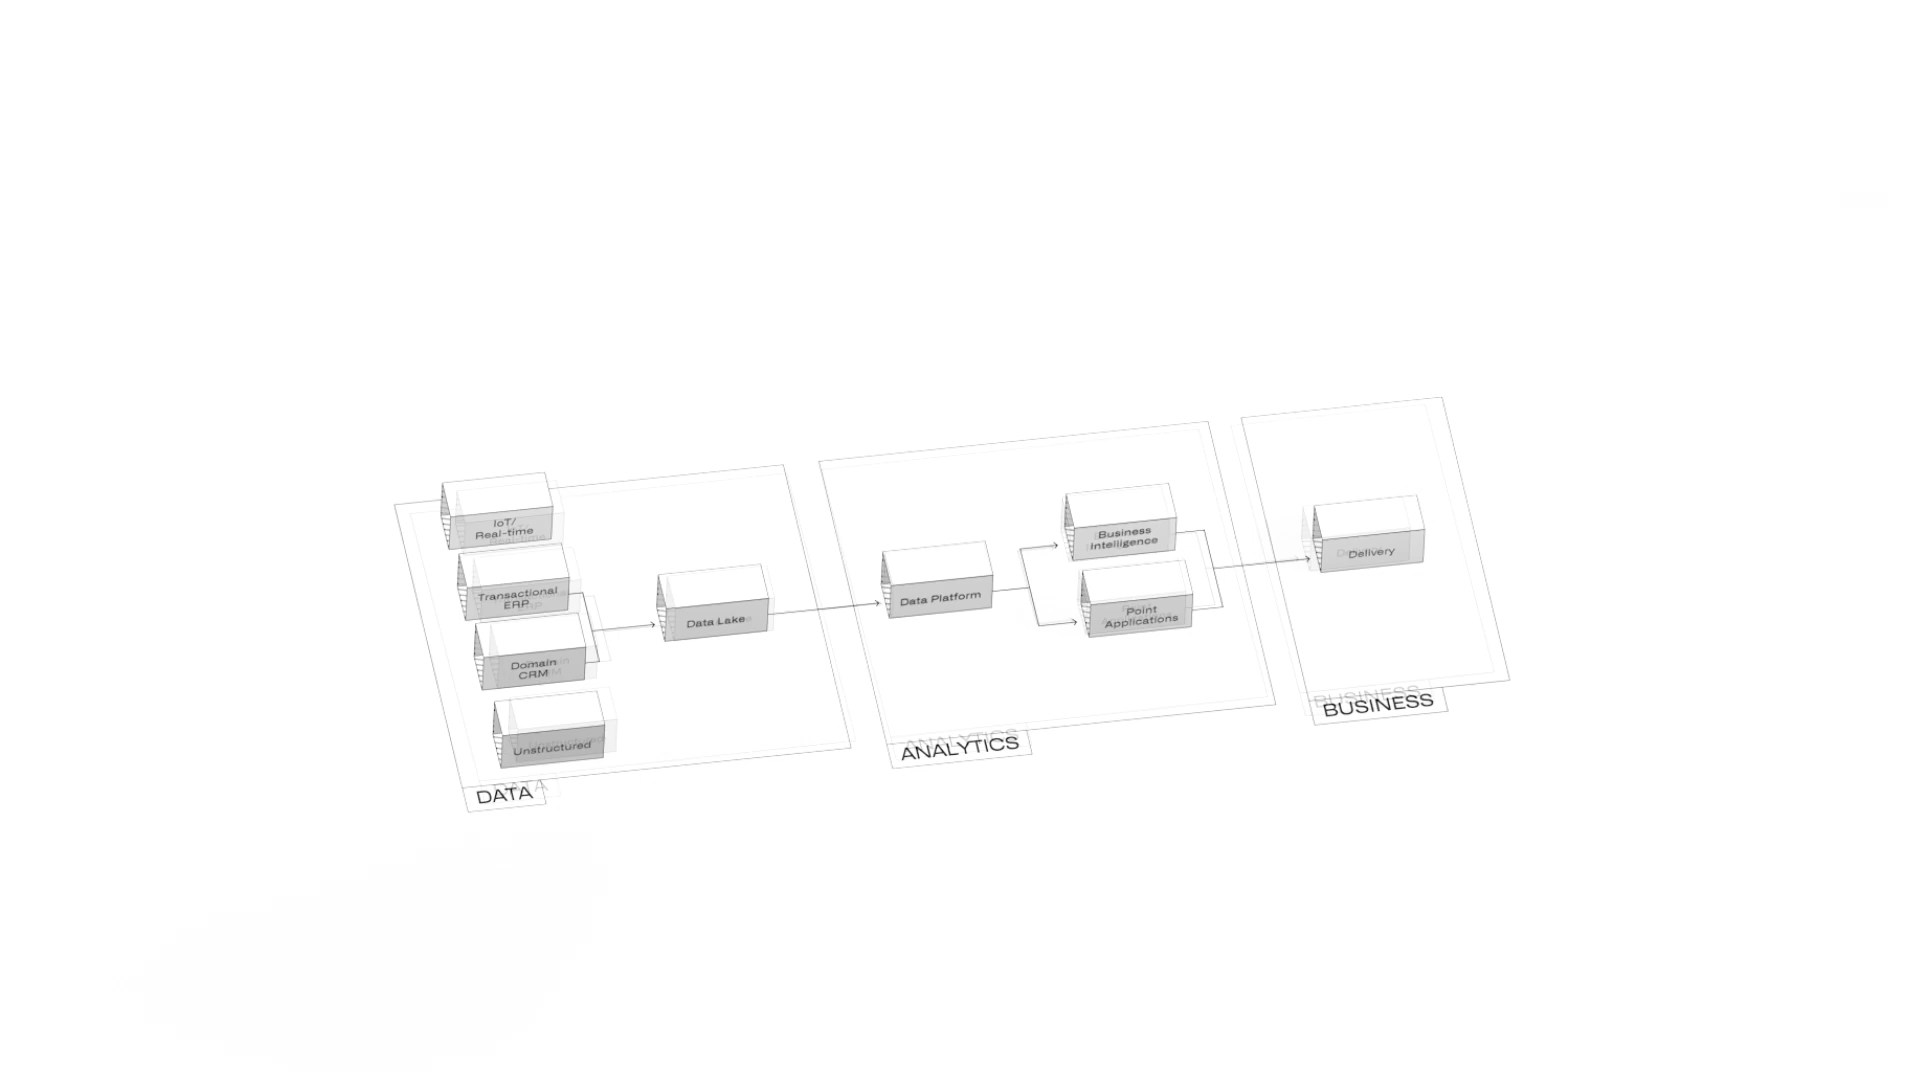 IoT/
Real-time
Transactional
ERP
Domain
CRM
Unstructured
DATA
Data Lake
Data Platform
Business
Intelligence
Point
Applications
ANALYTICS
Delivery
BUSINESS